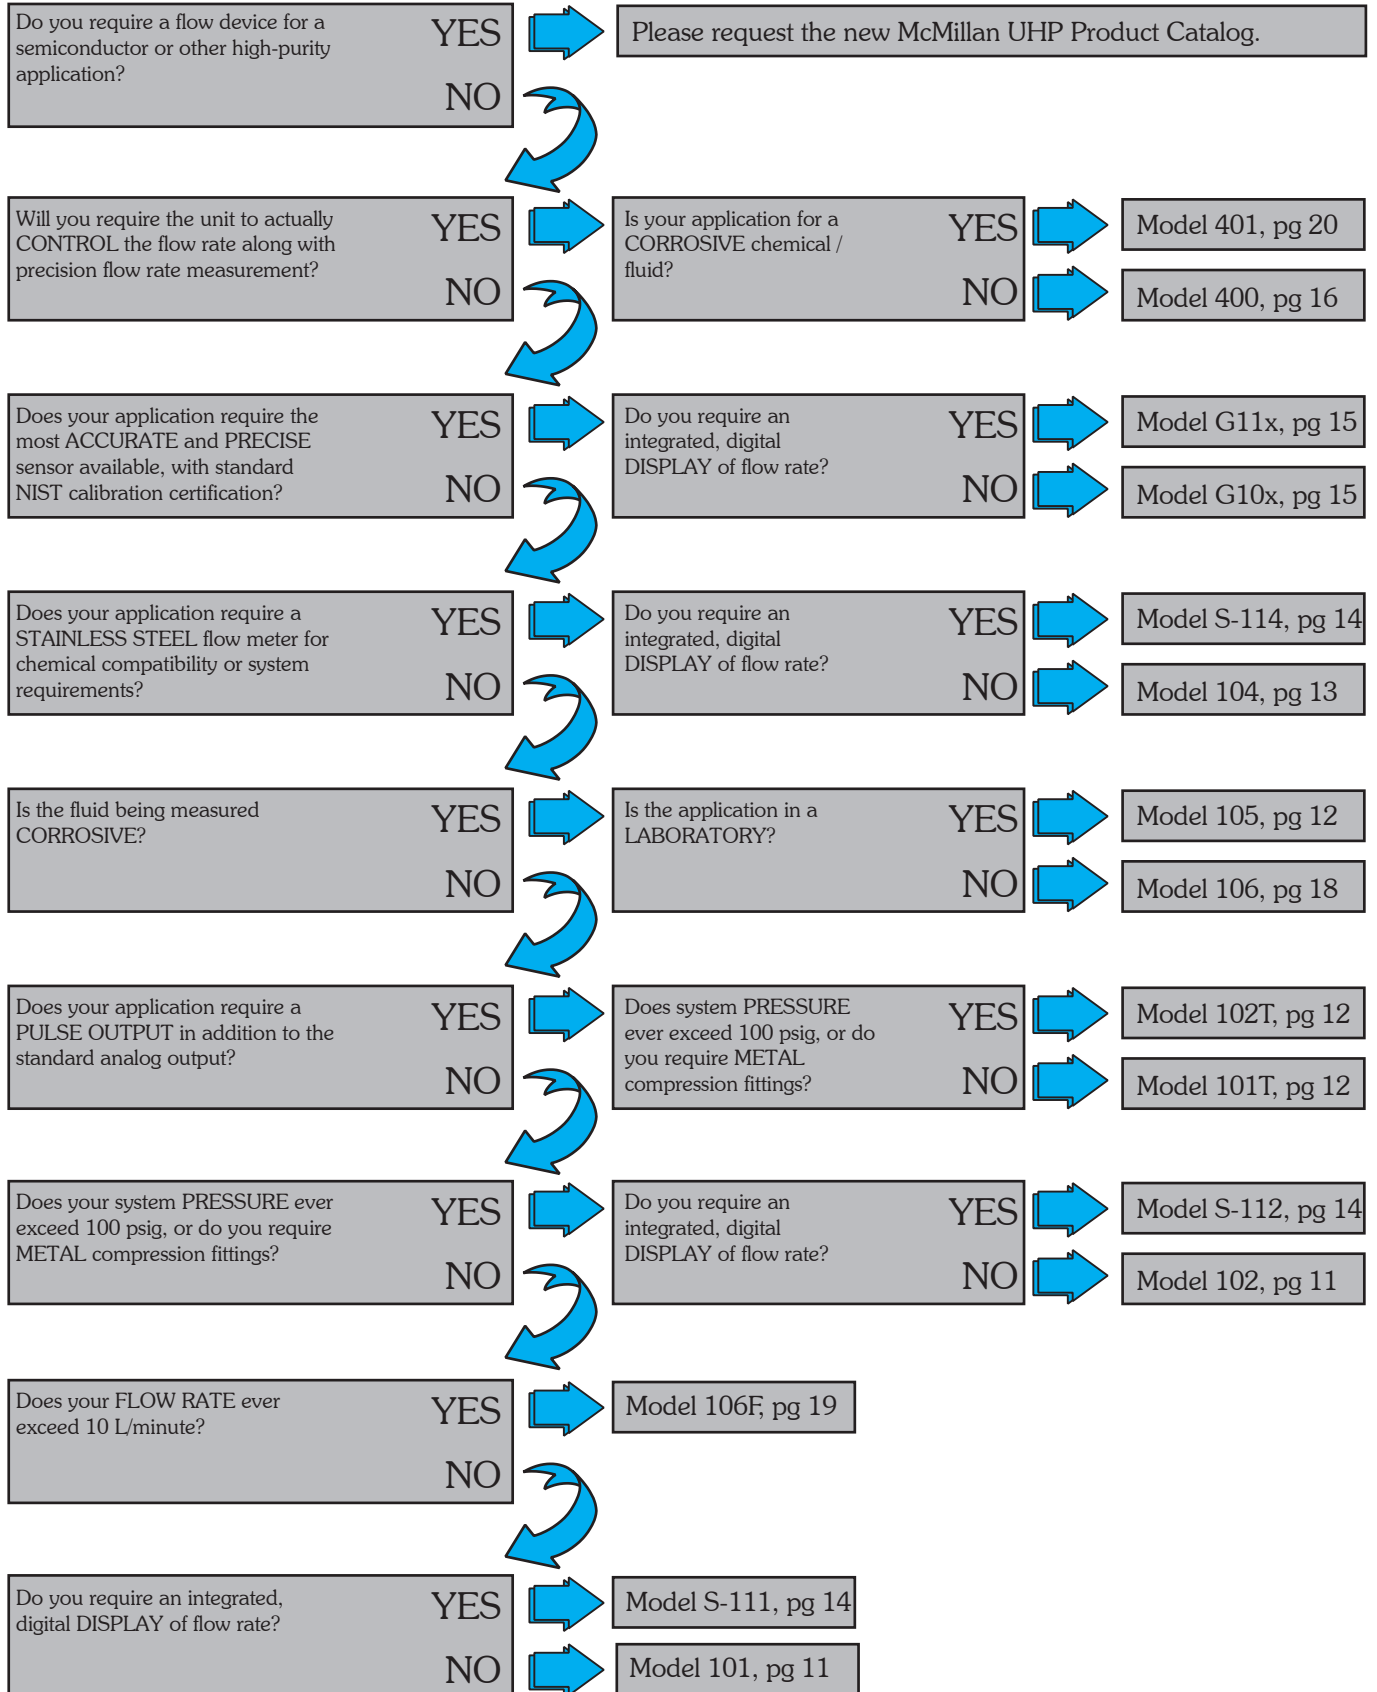 Do you require a flow device for a
semiconductor or other high-purity
application?
YES
NO
Please request the new McMillan UHP Product Catalog.
Will you require the unit to actually
CONTROL the flow rate along with
precision flow rate measurement?
YES
NO
Is your application for a
CORROSIVE chemical /
fluid?
YES
NO
Model 401, pg 20
Model 400, pg 16
Does your application require the
most ACCURATE and PRECISE
sensor available, with standard
NIST calibration certification?
YES
NO
Do you require an
integrated, digital
DISPLAY of flow rate?
YES
NO
Model G11x, pg 15
Model G10x, pg 15
Does your application require a
STAINLESS STEEL flow meter for
chemical compatibility or system
requirements?
YES
NO
Do you require an
integrated, digital
DISPLAY of flow rate?
YES
NO
Model S-114, pg 14
Model 104, pg 13
Is the fluid being measured
CORROSIVE?
YES
NO
Is the application in a
LABORATORY?
YES
NO
Model 105, pg 12
Model 106, pg 18
Does your application require a
PULSE OUTPUT in addition to the
standard analog output?
YES
NO
Does system PRESSURE
ever exceed 100 psig, or do
you require METAL
compression fittings?
YES
NO
Model 102T, pg 12
Model 101T, pg 12
Does your system PRESSURE ever
exceed 100 psig, or do you require
METAL compression fittings?
YES
NO
Do you require an
integrated, digital
DISPLAY of flow rate?
YES
NO
Model S-112, pg 14
Model 102, pg 11
Does your FLOW RATE ever
exceed 10 L/minute?
YES
NO
Model 106F, pg 19
Do you require an integrated,
digital DISPLAY of flow rate?
YES
NO
Model S-111, pg 14
Model 101, pg 11